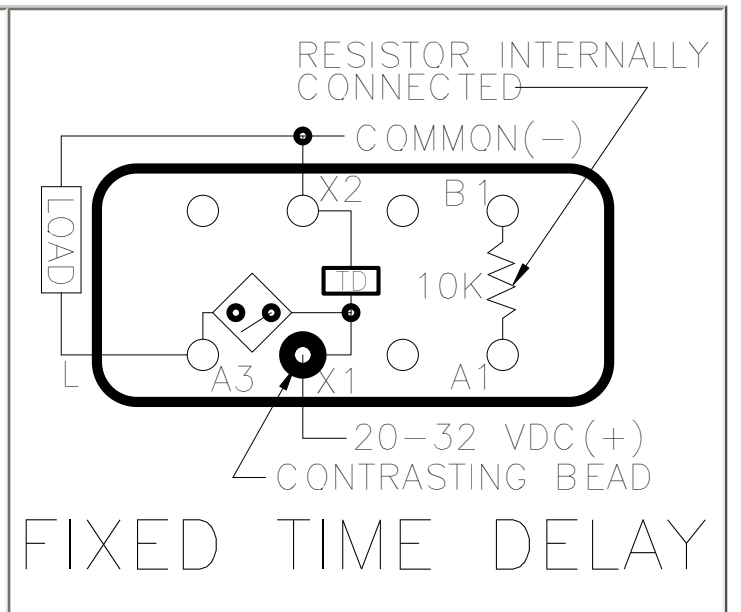 RESISTOR INTERNALLY
CONNECTED
COMMON(-)
X2
B1
LOAD
TD
10K
L
A3
X1
A1
20-32 VDC(+)
CONTRASTING BEAD
FIXED TIME DELAY